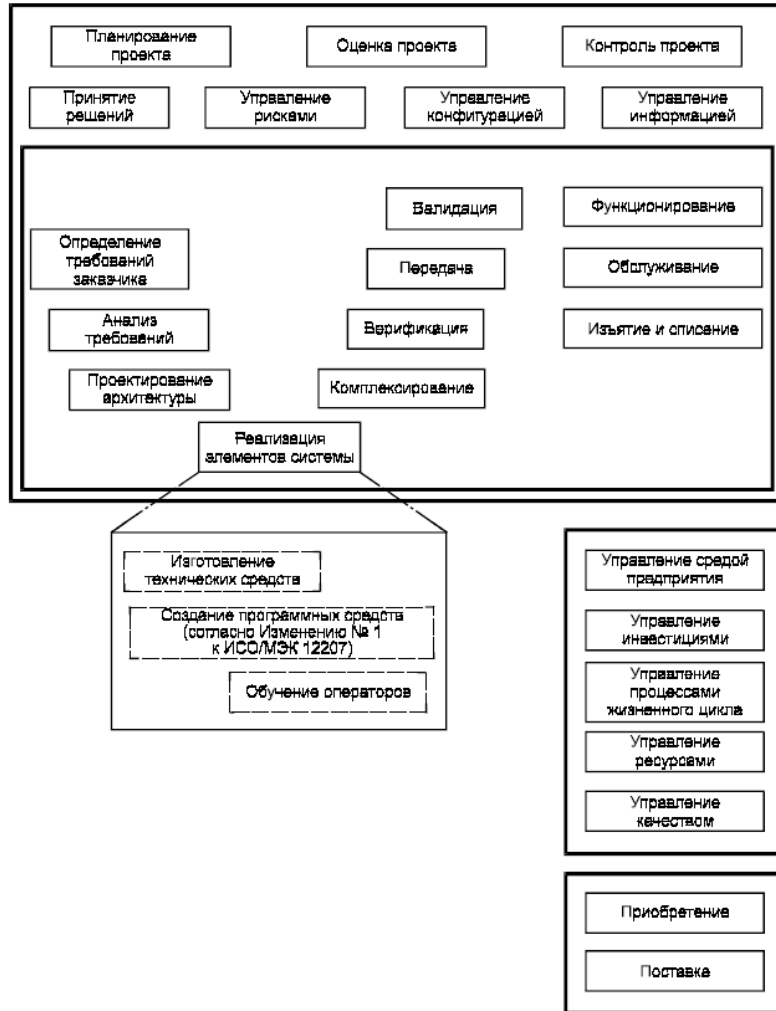 Планирование
проекта
Оценка проекта
Контроль проекта
Принятие
решений
Управление
рисками
Управление
конфигурацией
Управление
информацией
Валидация
Функционирование
Определение
требований
заказчика
Передача
Обслуживание
Анализ
требований
Верификация
Изъятие и списание
Проектирование
архитектуры
Комплексирование
Реализация
элементов системы
Изготовление
технических средств
Создание программных средств
(согласно Изменению № 1
к ИСО/МЭК 12207)
Обучение операторов
Управление средой
предприятия
Управление
инвестициями
Управление
процессами
жизненного цикла
Управление
ресурсами
Управление
качеством
Приобретение
Поставка